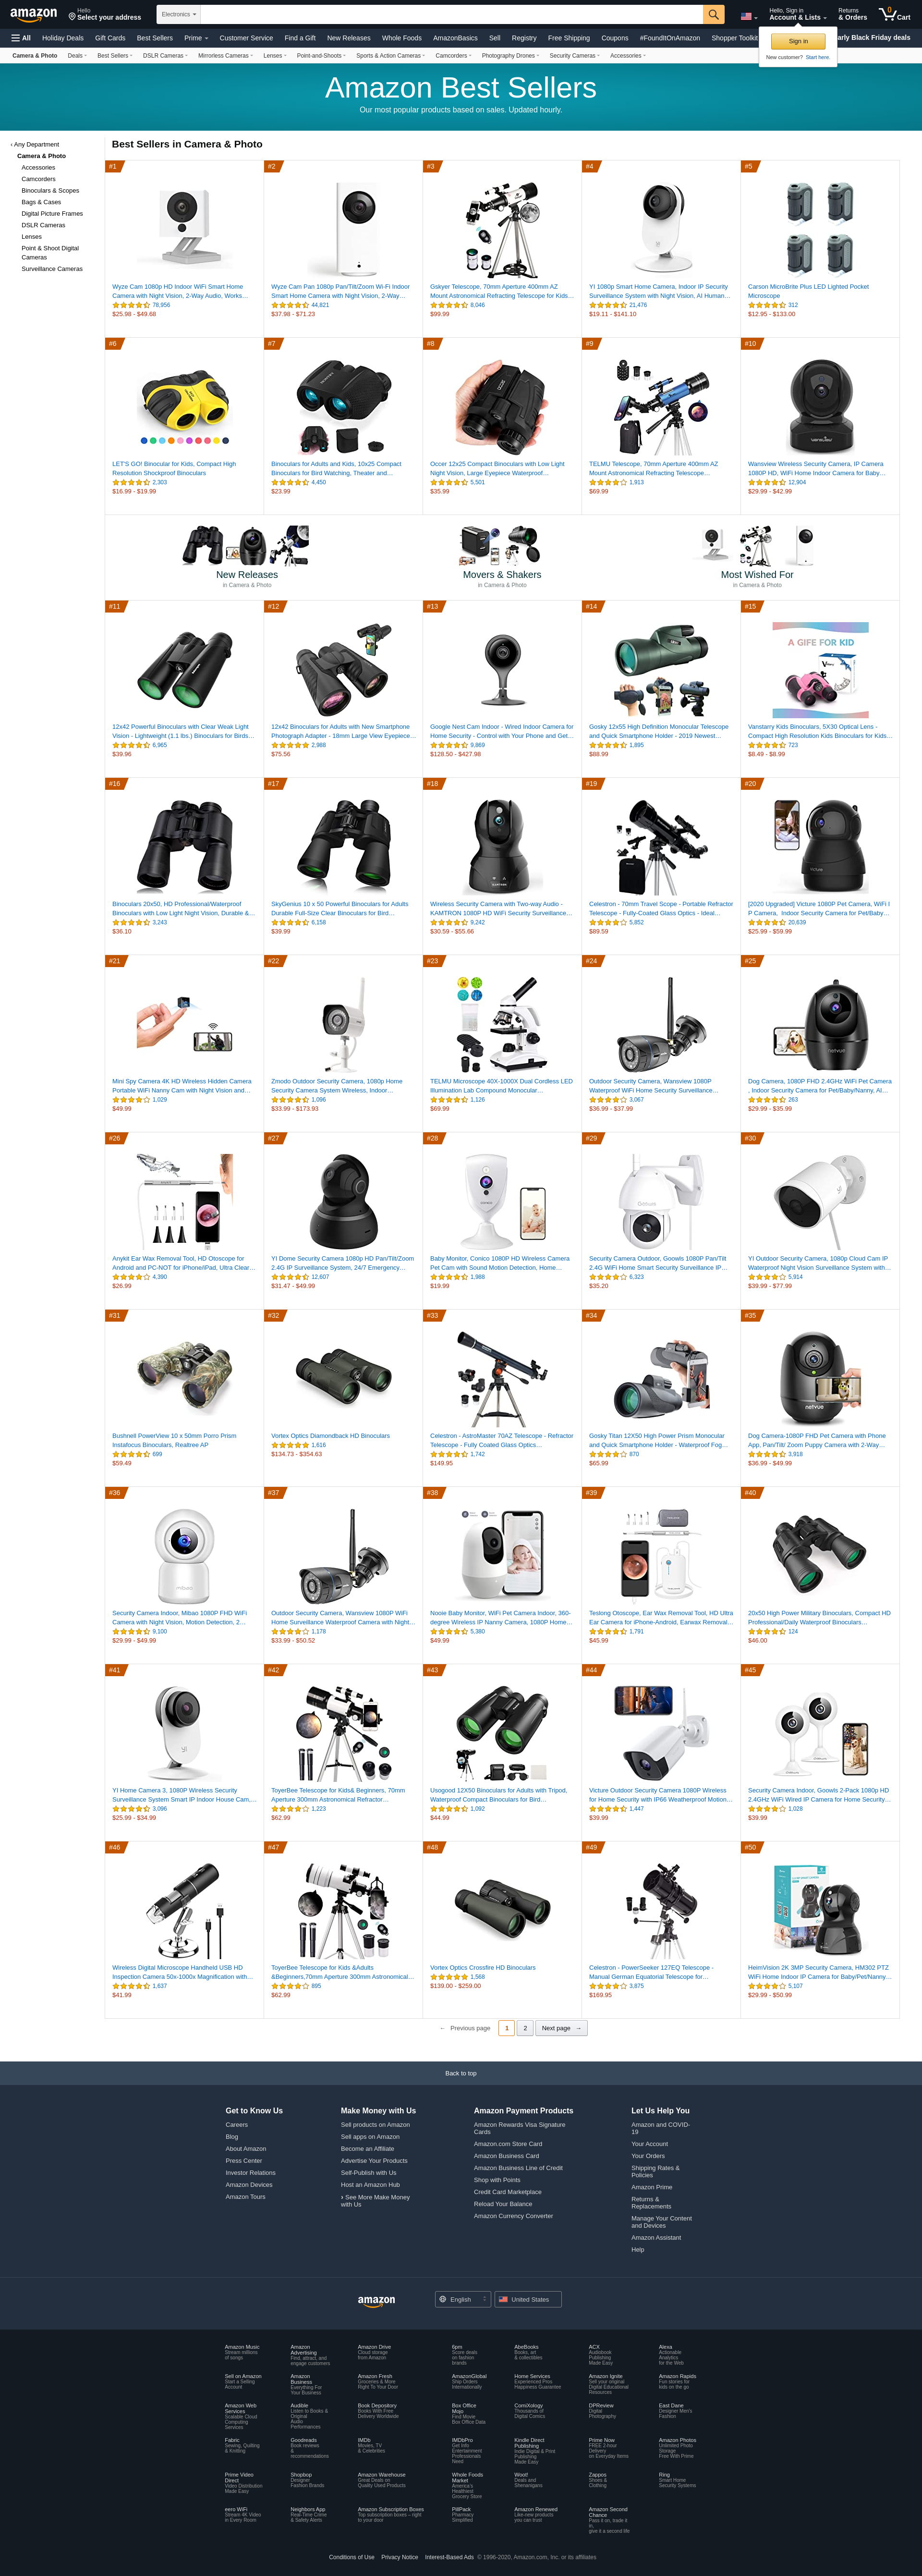 amazon
Hello
Select your address
Electronics
Hello, Sign in
Account & Lists
Returns
& Orders
0
Cart
All
Holiday Deals
Gift Cards
Best Sellers
Prime
Customer Service
Find a Gift
New Releases
Whole Foods
AmazonBasics
Sell
Registry
Free Shipping
Coupons
#FoundItOnAmazon
Shopper Toolkit
arly Black Friday deals
Sign in
New customer? Start here.
Camera & Photo
Deals
Best Sellers
DSLR Cameras
Mirrorless Cameras
Lenses
Point-and-Shoots
Sports & Action Cameras
Camcorders
Photography Drones
Security Cameras
Accessories
Amazon Best Sellers
Our most popular products based on sales. Updated hourly.
‹ Any Department
Camera & Photo
Accessories
Camcorders
Binoculars & Scopes
Bags & Cases
Digital Picture Frames
DSLR Cameras
Lenses
Point & Shoot Digital
Cameras
Surveillance Cameras
Best Sellers in Camera & Photo
#1
Wyze Cam 1080p HD Indoor WiFi Smart Home
Camera with Night Vision, 2-Way Audio, Works…
78,956
$25.98 - $49.68
#2
Wyze Cam Pan 1080p Pan/Tilt/Zoom Wi-Fi Indoor
Smart Home Camera with Night Vision, 2-Way…
44,821
$37.98 - $71.23
#3
Gskyer Telescope, 70mm Aperture 400mm AZ
Mount Astronomical Refracting Telescope for Kids…
8,046
$99.99
#4
YI 1080p Smart Home Camera, Indoor IP Security
Surveillance System with Night Vision, AI Human…
21,476
$19.11 - $141.10
#5
Carson MicroBrite Plus LED Lighted Pocket
Microscope
312
$12.95 - $133.00
#6
LET'S GO! Binocular for Kids, Compact High
Resolution Shockproof Binoculars
2,303
$16.99 - $19.99
#7
Binoculars for Adults and Kids, 10x25 Compact
Binoculars for Bird Watching, Theater and…
4,450
$23.99
#8
Occer 12x25 Compact Binoculars with Low Light
Night Vision, Large Eyepiece Waterproof…
5,501
$35.99
#9
TELMU Telescope, 70mm Aperture 400mm AZ
Mount Astronomical Refracting Telescope…
1,913
$69.99
#10
Wansview Wireless Security Camera, IP Camera
1080P HD, WiFi Home Indoor Camera for Baby…
12,904
$29.99 - $42.99
New Releases
in Camera & Photo
Movers & Shakers
in Camera & Photo
Most Wished For
in Camera & Photo
#11
12x42 Powerful Binoculars with Clear Weak Light
Vision - Lightweight (1.1 lbs.) Binoculars for Birds…
6,965
$39.96
#12
12x42 Binoculars for Adults with New Smartphone
Photograph Adapter - 18mm Large View Eyepiece…
2,988
$75.56
#13
Google Nest Cam Indoor - Wired Indoor Camera for
Home Security - Control with Your Phone and Get…
9,869
$128.50 - $427.98
#14
Gosky 12x55 High Definition Monocular Telescope
and Quick Smartphone Holder - 2019 Newest…
1,895
$88.99
#15
A GIFE FOR KID
Vanstarry Kids Binoculars, 5X30 Optical Lens -
Compact High Resolution Kids Binoculars for Kids…
723
$8.49 - $8.99
#16
Binoculars 20x50, HD Professional/Waterproof
Binoculars with Low Light Night Vision, Durable &…
3,243
$36.10
#17
SkyGenius 10 x 50 Powerful Binoculars for Adults
Durable Full-Size Clear Binoculars for Bird…
6,158
$39.99
#18
Wireless Security Camera with Two-way Audio -
KAMTRON 1080P HD WiFi Security Surveillance…
9,242
$30.59 - $55.66
#19
Celestron - 70mm Travel Scope - Portable Refractor
Telescope - Fully-Coated Glass Optics - Ideal…
5,852
$89.59
#20
[2020 Upgraded] Victure 1080P Pet Camera, WiFi I
P Camera, Indoor Security Camera for Pet/Baby…
20,639
$25.99 - $59.99
#21
Mini Spy Camera 4K HD Wireless Hidden Camera
Portable WiFi Nanny Cam with Night Vision and…
1,029
$49.99
#22
Zmodo Outdoor Security Camera, 1080p Home
Security Camera System Wireless, Indoor…
1,096
$33.99 - $173.93
#23
TELMU Microscope 40X-1000X Dual Cordless LED
Illumination Lab Compound Monocular…
1,126
$69.99
#24
Outdoor Security Camera, Wansview 1080P
Waterproof WiFi Home Security Surveillance…
3,067
$36.99 - $37.99
#25
Dog Camera, 1080P FHD 2.4GHz WiFi Pet Camera
, Indoor Security Camera for Pet/Baby/Nanny, AI…
263
$29.99 - $35.99
#26
Anykit Ear Wax Removal Tool, HD Otoscope for
Android and PC-NOT for iPhone/iPad, Ultra Clear…
4,390
$26.99
#27
YI Dome Security Camera 1080p HD Pan/Tilt/Zoom
2.4G IP Surveillance System, 24/7 Emergency…
12,607
$31.47 - $49.99
#28
Baby Monitor, Conico 1080P HD Wireless Camera
Pet Cam with Sound Motion Detection, Home…
1,988
$19.99
#29
Security Camera Outdoor, Goowls 1080P Pan/Tilt
2.4G WiFi Home Smart Security Surveillance IP…
6,323
$35.20
#30
YI Outdoor Security Camera, 1080p Cloud Cam IP
Waterproof Night Vision Surveillance System with…
5,914
$39.99 - $77.99
#31
Bushnell PowerView 10 x 50mm Porro Prism
Instafocus Binoculars, Realtree AP
699
$59.49
#32
Vortex Optics Diamondback HD Binoculars
1,616
$134.73 - $354.63
#33
Celestron - AstroMaster 70AZ Telescope - Refractor
Telescope - Fully Coated Glass Optics…
1,742
$149.95
#34
Gosky Titan 12X50 High Power Prism Monocular
and Quick Smartphone Holder - Waterproof Fog…
870
$65.99
#35
netvue
Dog Camera-1080P FHD Pet Camera with Phone
App, Pan/Tilt/ Zoom Puppy Camera with 2-Way…
3,918
$36.99 - $49.99
#36
Security Camera Indoor, Mibao 1080P FHD WiFi
Camera with Night Vision, Motion Detection, 2…
9,100
$29.99 - $49.99
#37
Outdoor Security Camera, Wansview 1080P WiFi
Home Surveillance Waterproof Camera with Night…
1,178
$33.99 - $50.52
#38
Nooie Baby Monitor, WiFi Pet Camera Indoor, 360-
degree Wireless IP Nanny Camera, 1080P Home…
5,380
$49.99
#39
Teslong Otoscope, Ear Wax Removal Tool, HD Ultra
Ear Camera for iPhone-Android, Earwax Removal…
1,791
$45.99
#40
20x50 High Power Military Binoculars, Compact HD
Professional/Daily Waterproof Binoculars…
124
$46.00
#41
YI Home Camera 3, 1080P Wireless Security
Surveillance System Smart IP Indoor House Cam,…
3,096
$25.99 - $34.99
#42
ToyerBee Telescope for Kids& Beginners, 70mm
Aperture 300mm Astronomical Refractor…
1,223
$62.99
#43
Usogood 12X50 Binoculars for Adults with Tripod,
Waterproof Compact Binoculars for Bird…
1,092
$44.99
#44
Victure Outdoor Security Camera 1080P Wireless
for Home Security with IP66 Weatherproof Motion…
1,447
$39.99
#45
Security Camera Indoor, Goowls 2-Pack 1080p HD
2.4GHz WiFi Wired IP Camera for Home Security…
1,028
$39.99
#46
Wireless Digital Microscope Handheld USB HD
Inspection Camera 50x-1000x Magnification with…
1,637
$41.99
#47
ToyerBee Telescope for Kids &Adults
&Beginners,70mm Aperture 300mm Astronomical…
895
$62.99
#48
Vortex Optics Crossfire HD Binoculars
1,568
$139.00 - $259.00
#49
Celestron - PowerSeeker 127EQ Telescope -
Manual German Equatorial Telescope for…
3,875
$169.95
#50
HeimVision 2K 3MP Security Camera, HM302 PTZ
WiFi Home Indoor IP Camera for Baby/Pet/Nanny…
5,107
$29.99 - $50.99
← Previous page
1
2
Next page →
Back to top
Get to Know Us
Careers
Blog
About Amazon
Press Center
Investor Relations
Amazon Devices
Amazon Tours
Make Money with Us
Sell products on Amazon
Sell apps on Amazon
Become an Affiliate
Advertise Your Products
Self-Publish with Us
Host an Amazon Hub
› See More Make Money
with Us
Amazon Payment Products
Amazon Rewards Visa Signature
Cards
Amazon.com Store Card
Amazon Business Card
Amazon Business Line of Credit
Shop with Points
Credit Card Marketplace
Reload Your Balance
Amazon Currency Converter
Let Us Help You
Amazon and COVID-
19
Your Account
Your Orders
Shipping Rates &
Policies
Amazon Prime
Returns &
Replacements
Manage Your Content
and Devices
Amazon Assistant
Help
amazon
English
United States
Amazon Music
Stream millions
of songs
Amazon
Advertising
Find, attract, and
engage customers
Amazon Drive
Cloud storage
from Amazon
6pm
Score deals
on fashion
brands
AbeBooks
Books, art
& collectibles
ACX
Audiobook
Publishing
Made Easy
Alexa
Actionable
Analytics
for the Web
Sell on Amazon
Start a Selling
Account
Amazon
Business
Everything For
Your Business
Amazon Fresh
Groceries & More
Right To Your Door
AmazonGlobal
Ship Orders
Internationally
Home Services
Experienced Pros
Happiness Guarantee
Amazon Ignite
Sell your original
Digital Educational
Resources
Amazon Rapids
Fun stories for
kids on the go
Amazon Web
Services
Scalable Cloud
Computing
Services
Audible
Listen to Books &
Original
Audio
Performances
Book Depository
Books With Free
Delivery Worldwide
Box Office
Mojo
Find Movie
Box Office Data
ComiXology
Thousands of
Digital Comics
DPReview
Digital
Photography
East Dane
Designer Men's
Fashion
Fabric
Sewing, Quilting
& Knitting
Goodreads
Book reviews
&
recommendations
IMDb
Movies, TV
& Celebrities
IMDbPro
Get Info
Entertainment
Professionals
Need
Kindle Direct
Publishing
Indie Digital & Print
Publishing
Made Easy
Prime Now
FREE 2-hour
Delivery
on Everyday Items
Amazon Photos
Unlimited Photo
Storage
Free With Prime
Prime Video
Direct
Video Distribution
Made Easy
Shopbop
Designer
Fashion Brands
Amazon Warehouse
Great Deals on
Quality Used Products
Whole Foods
Market
America's
Healthiest
Grocery Store
Woot!
Deals and
Shenanigans
Zappos
Shoes &
Clothing
Ring
Smart Home
Security Systems
eero WiFi
Stream 4K Video
in Every Room
Neighbors App
Real-Time Crime
& Safety Alerts
Amazon Subscription Boxes
Top subscription boxes – right
to your door
PillPack
Pharmacy
Simplified
Amazon Renewed
Like-new products
you can trust
Amazon Second
Chance
Pass it on, trade it
in,
give it a second life
Conditions of Use
Privacy Notice
Interest-Based Ads
© 1996-2020, Amazon.com, Inc. or its affiliates